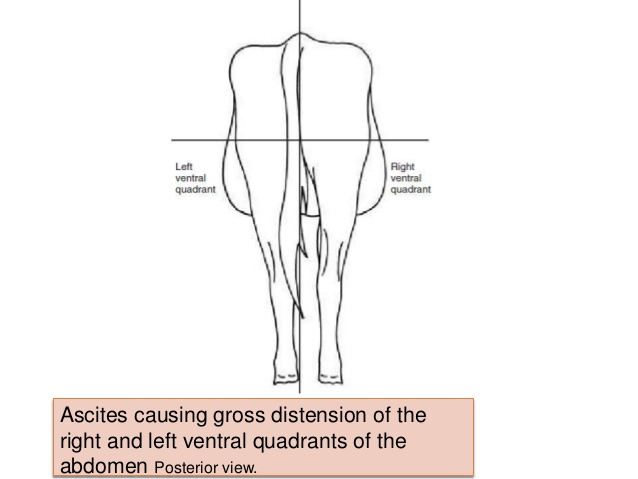 Left
ventral
quadrant
Right
ventral
quadrant
Ascites causing gross distension of the
right and left ventral quadrants of the
abdomen Posterior view.